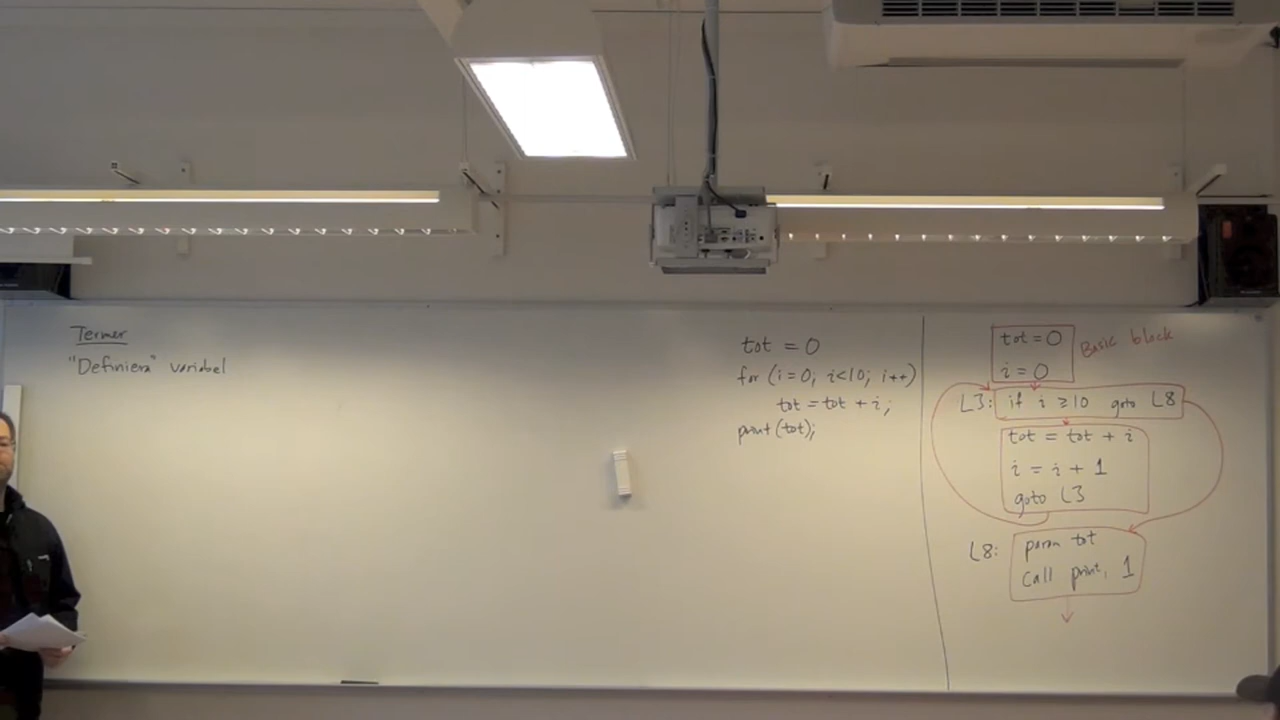 Termer
"Definiera" variabel
tot = 0
for (i=0; i<10; i++)
tot = tot + i;
print(tot);
tot = 0
i = 0
Basic block
L3: if i ≥ 10 goto L8
tot = tot + i
i = i + 1
goto L3
L8: param tot
call print, 1